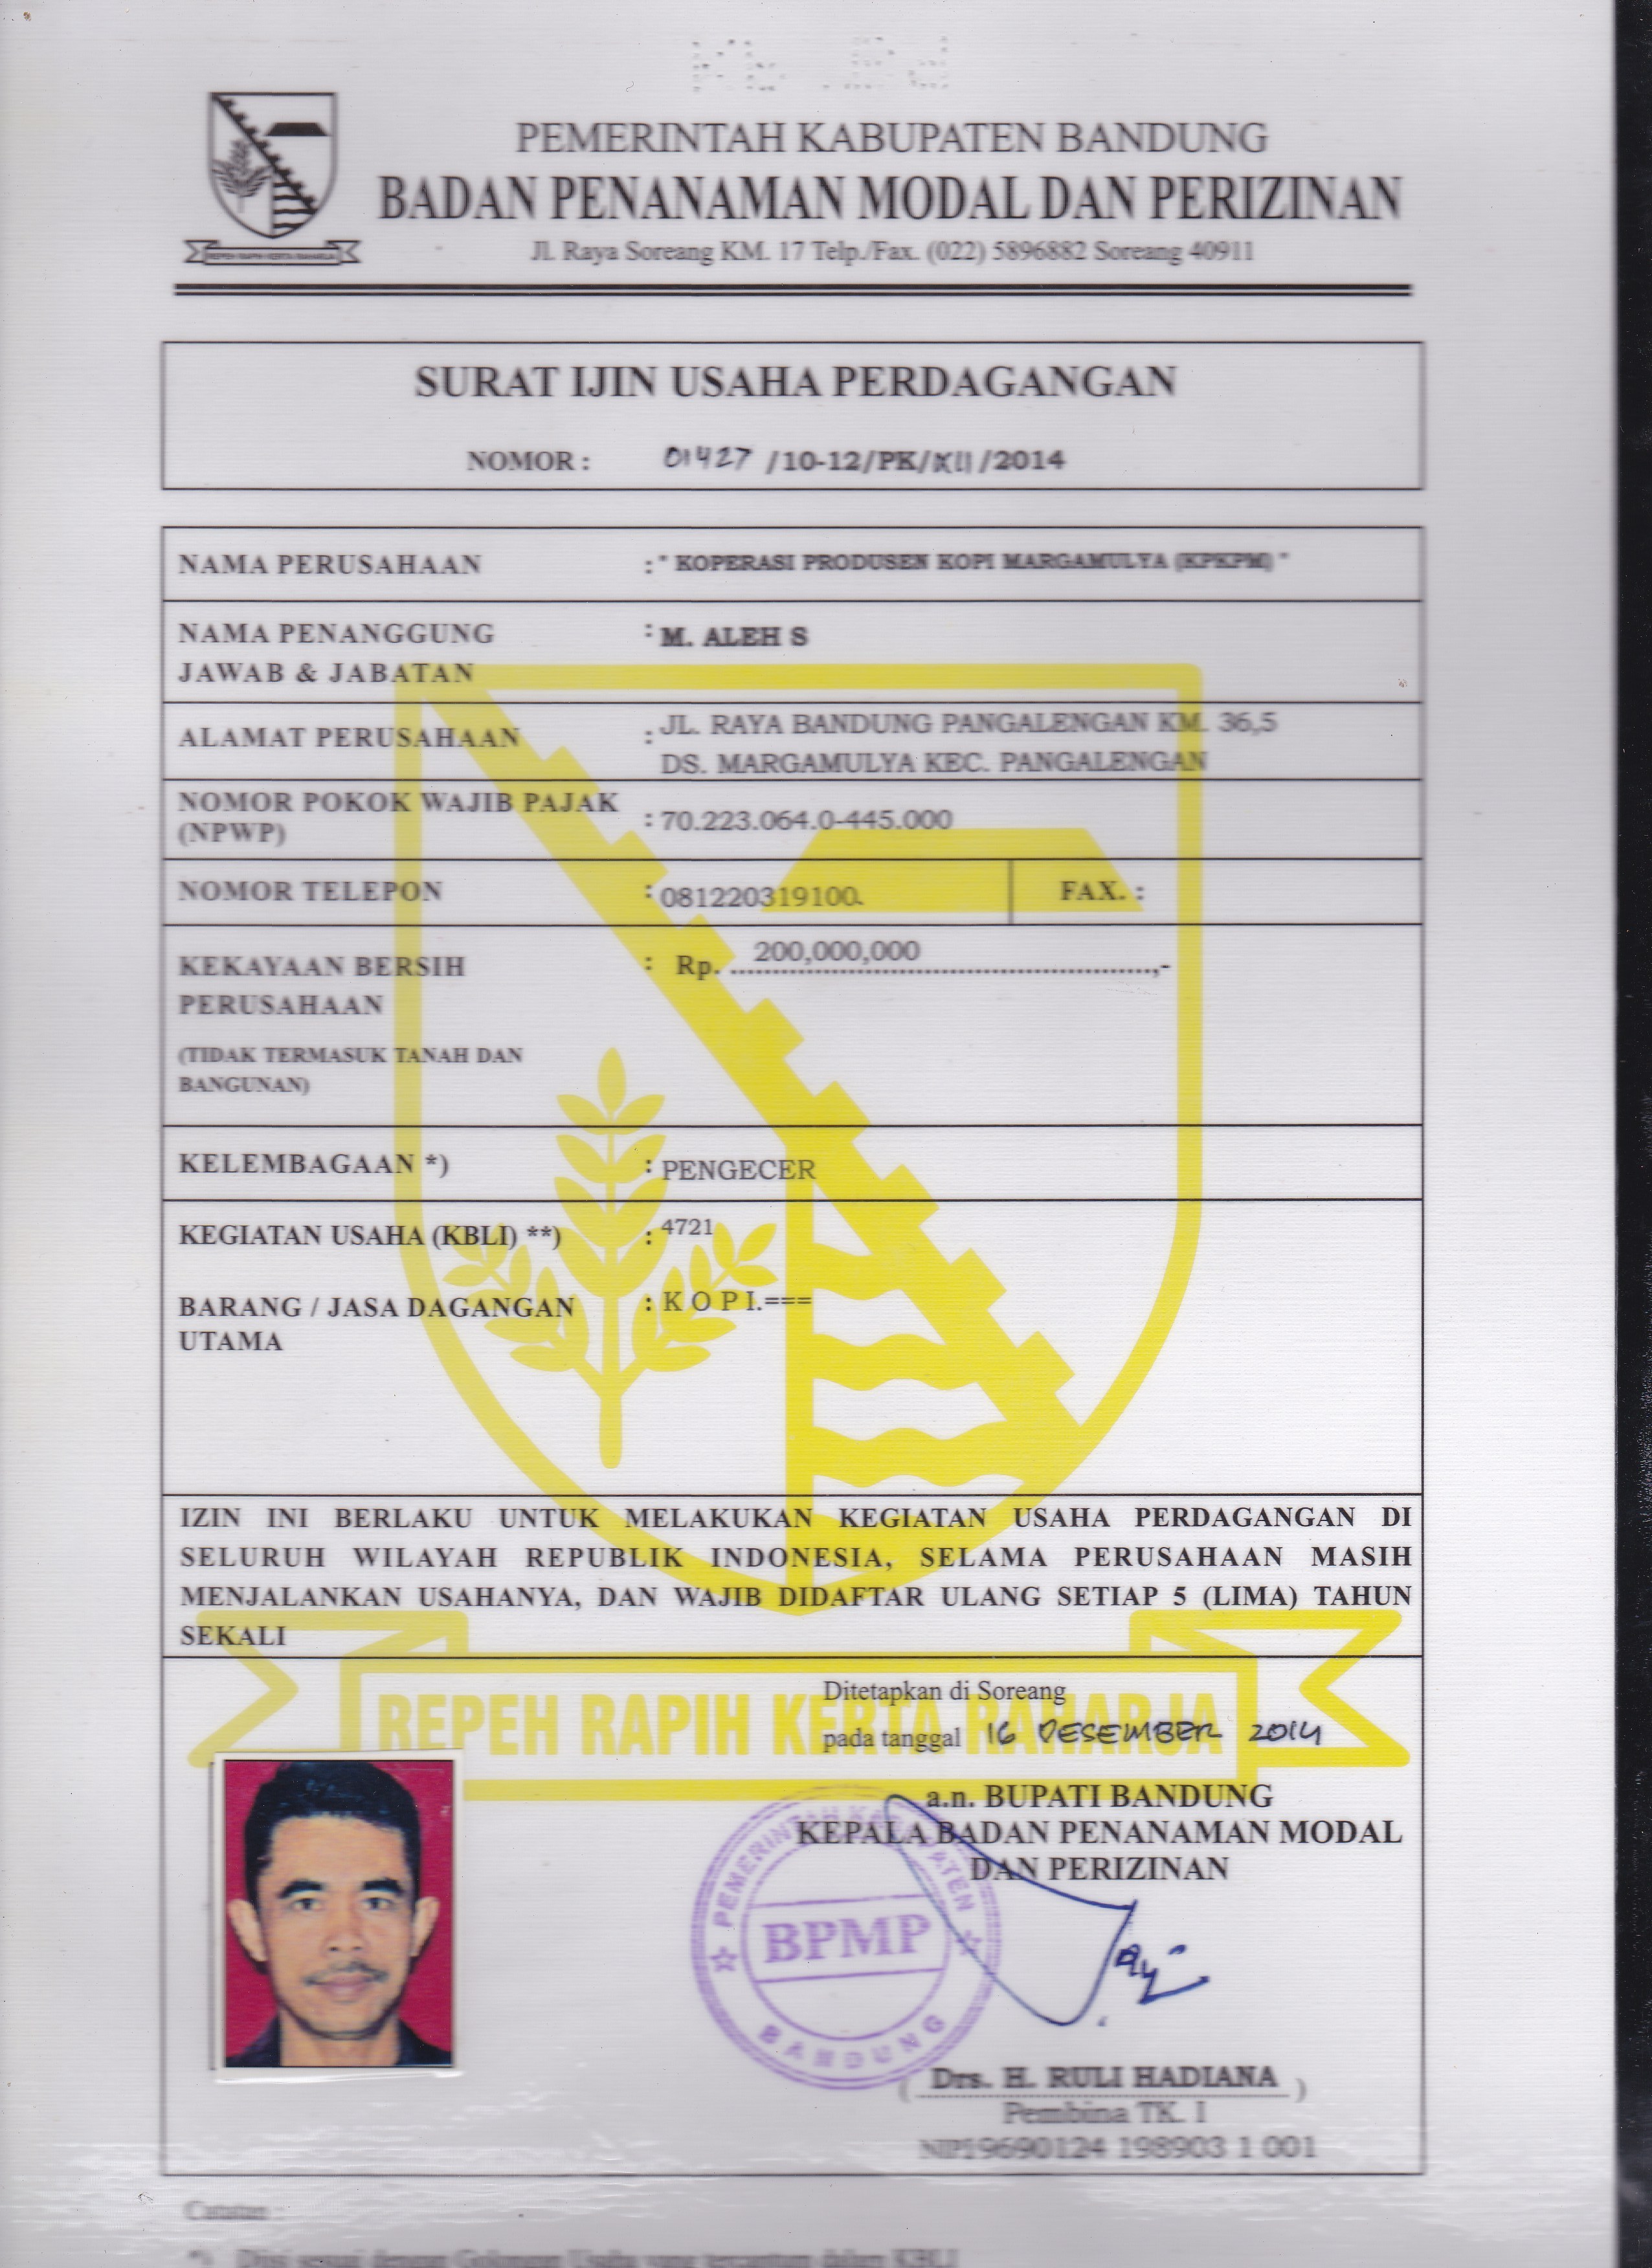 PEMERINTAH KABUPATEN BANDUNG
BADAN PENANAMAN MODAL DAN PERIZINAN
Jl. Raya Soreang KM. 17 Telp./Fax. (022) 5896882 Soreang 40911
REPEH RAPIH KERTA RAHARJA
SURAT IJIN USAHA PERDAGANGAN
NOMOR : 01427 /10-12/PK/XII/2014
NAMA PERUSAHAAN : " KOPERASI PRODUSEN KOPI MARGAMULYA (KPKPM) "
NAMA PENANGGUNG : M. ALEH S
JAWAB & JABATAN
ALAMAT PERUSAHAAN : JL. RAYA BANDUNG PANGALENGAN KM. 36,5
DS. MARGAMULYA KEC. PANGALENGAN
NOMOR POKOK WAJIB PAJAK : 70.223.064.0-445.000
(NPWP)
NOMOR TELEPON : 081220319100. FAX. :
KEKAYAAN BERSIH : Rp. 200,000,000 ,-
PERUSAHAAN
(TIDAK TERMASUK TANAH DAN
BANGUNAN)
KELEMBAGAAN *) : PENGECER
KEGIATAN USAHA (KBLI) **) : 4721
BARANG / JASA DAGANGAN : K O P I.===
UTAMA
IZIN INI BERLAKU UNTUK MELAKUKAN KEGIATAN USAHA PERDAGANGAN DI
SELURUH WILAYAH REPUBLIK INDONESIA, SELAMA PERUSAHAAN MASIH
MENJALANKAN USAHANYA, DAN WAJIB DIDAFTAR ULANG SETIAP 5 (LIMA) TAHUN
SEKALI
REPEH RAPIH KERTA RAHARJA
Ditetapkan di Soreang
pada tanggal 16 DESEMBER 2014
a.n. BUPATI BANDUNG
KEPALA BADAN PENANAMAN MODAL
DAN PERIZINAN
PEMERINTAH KABUPATEN
BPMP
BANDUNG
( Drs. H. RULI HADIANA )
Pembina TK. I
NIP19690124 198903 1 001
Catatan :
*) Diisi sesuai dengan Golongan Usaha yang tercantum dalam KBLI